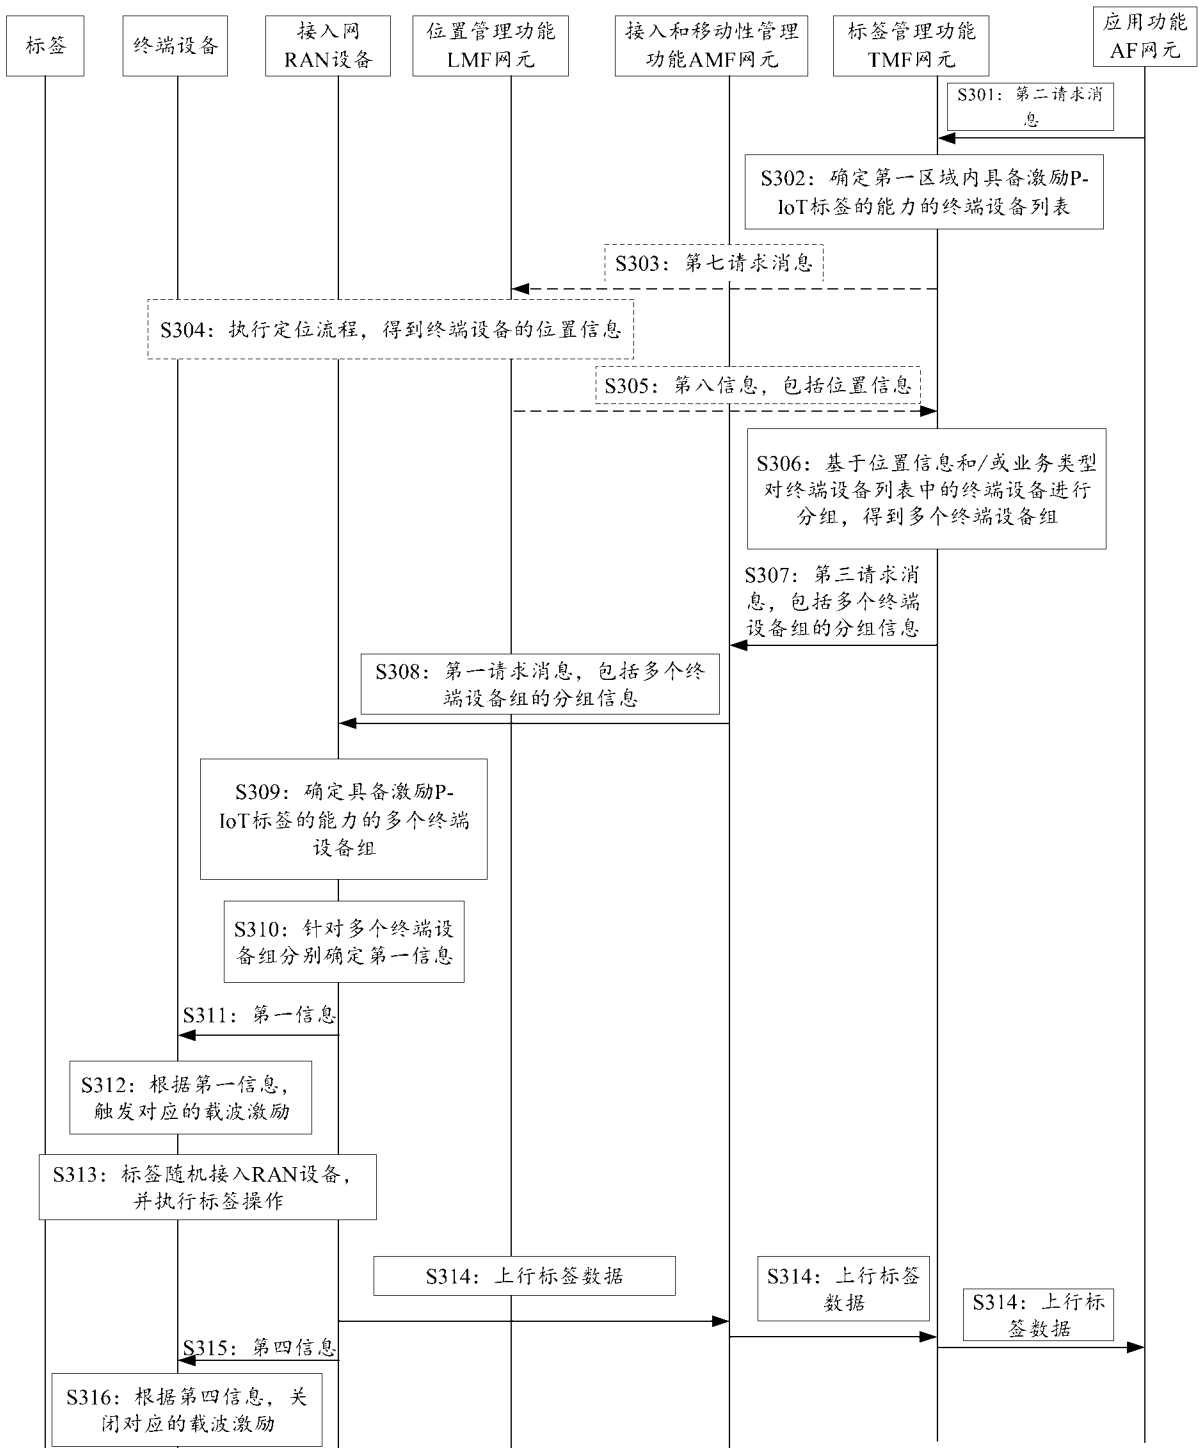 标签
终端设备
接入网
RAN设备
位置管理功能
LMF网元
接入和移动性管理
功能AMF网元
标签管理功能
TMF网元
应用功能
AF网元
S301：第二请求消
息
S302：确定第一区域内具备激励P-
IoT标签的能力的终端设备列表
S303：第七请求消息
S304：执行定位流程，得到终端设备的位置信息
S305：第八信息，包括位置信息
S306：基于位置信息和/或业务类型
对终端设备列表中的终端设备进行
分组，得到多个终端设备组
S307：第三请求消
息，包括多个终端
设备组的分组信息
S308：第一请求消息，包括多个终
端设备组的分组信息
S309：确定具备激励P-
IoT标签的能力的多个终端
设备组
S310：针对多个终端设
备组分别确定第一信息
S311：第一信息
S312：根据第一信息，
触发对应的载波激励
S313：标签随机接入RAN设备，
并执行标签操作
S314：上行标签数据
S314：上行标签
数据
S314：上行标
签数据
S315：第四信息
S316：根据第四信息，关
闭对应的载波激励